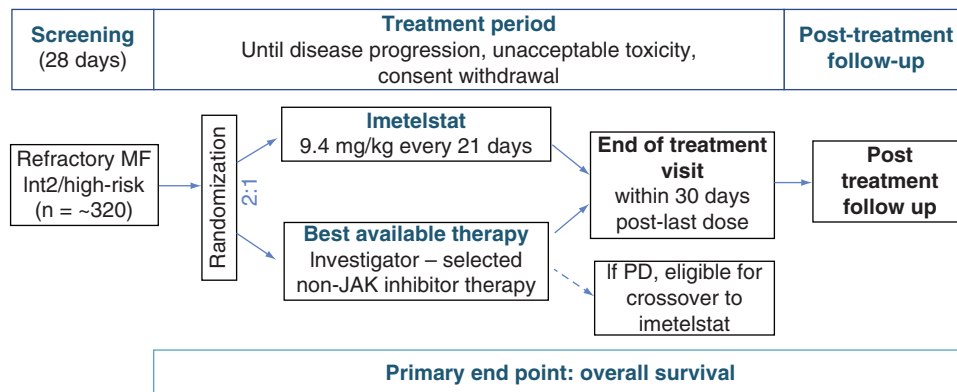 Screening
(28 days)
Treatment period
Until disease progression, unacceptable toxicity,
consent withdrawal
Post-treatment
follow-up
Refractory MF
Int2/high-risk
(n = ~320)
Randomization
2:1
Imetelstat
9.4 mg/kg every 21 days
Best available therapy
Investigator – selected
non-JAK inhibitor therapy
End of treatment
visit
within 30 days
post-last dose
If PD, eligible for
crossover to
imetelstat
Post
treatment
follow up
Primary end point: overall survival